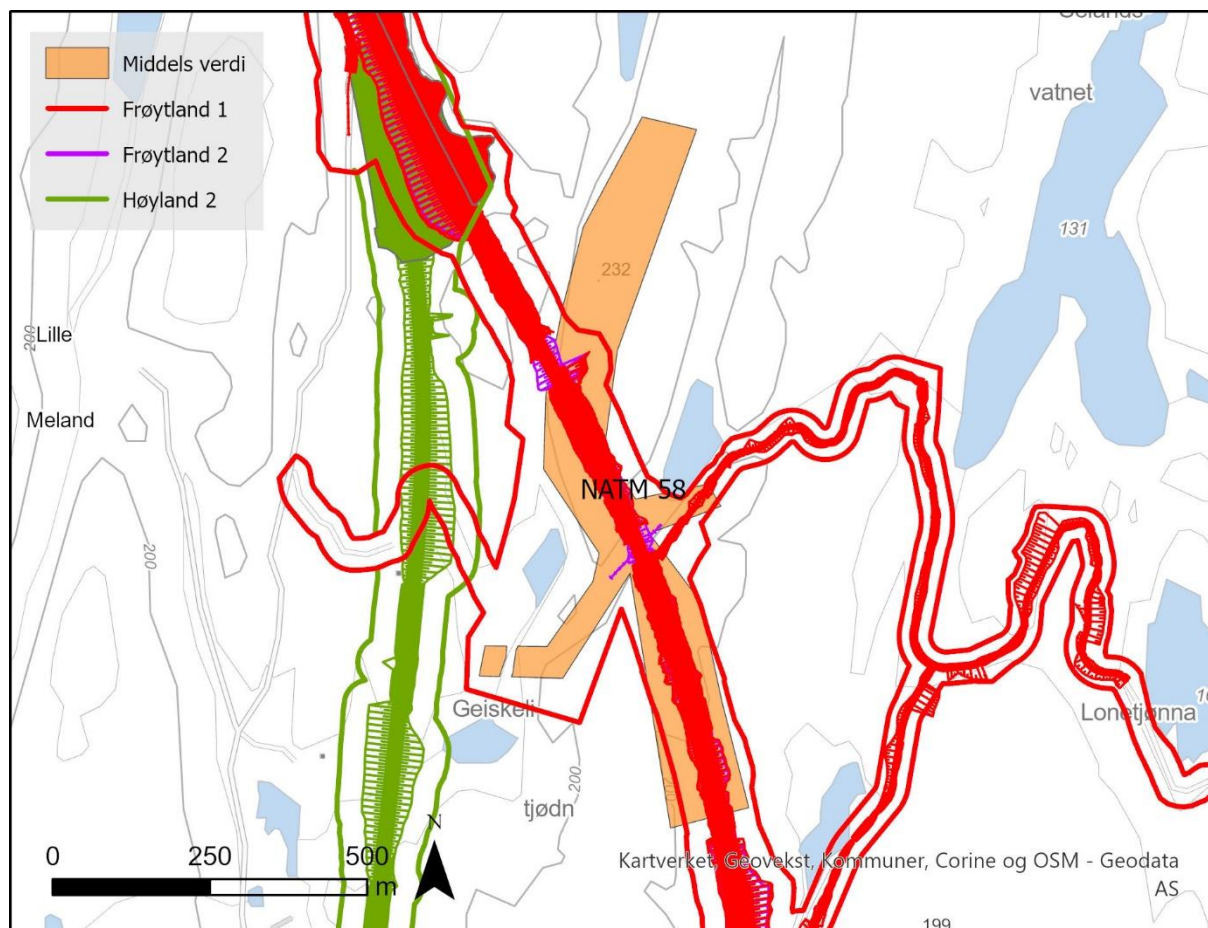 Middels verdi
Frøytland 1
Frøytland 2
Høyland 2
vatnet
131
232
200
Lille
Meland
NATM 58
200
Geiskeli
tjødn
200
200
Lonetjønna
N
0 250 500
m
Kartverket, Geovekst, Kommuner, Corine og OSM - Geodata
AS
199